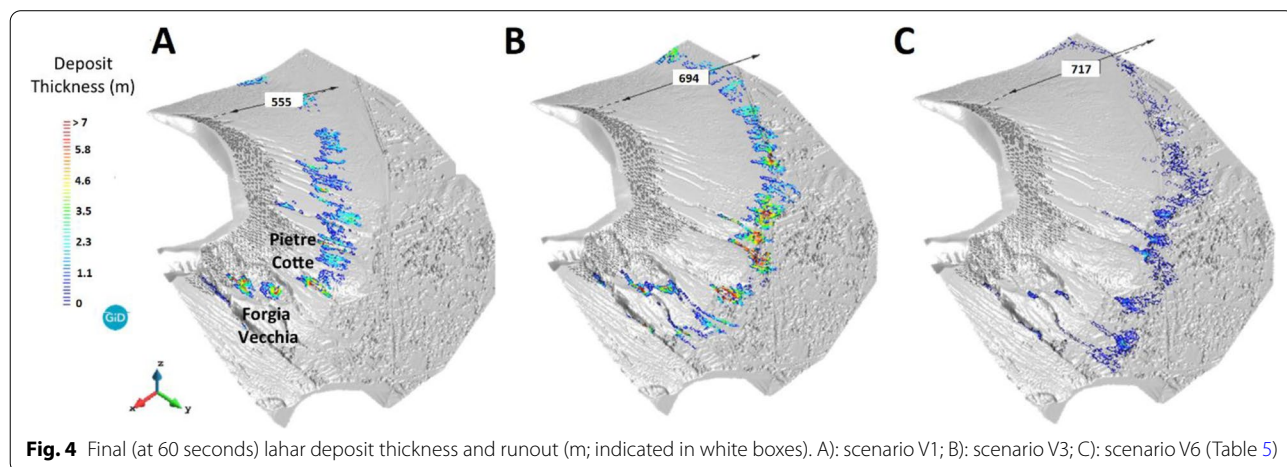 A
B
C
Deposit
Thickness (m)
> 7
5.8
4.6
3.5
2.3
1.1
0
GiD
555
694
717
Pietre
Cotte
Forgia
Vecchia
z
x
y
Fig. 4 Final (at 60 seconds) lahar deposit thickness and runout (m; indicated in white boxes). A): scenario V1; B): scenario V3; C): scenario V6 (Table 5)